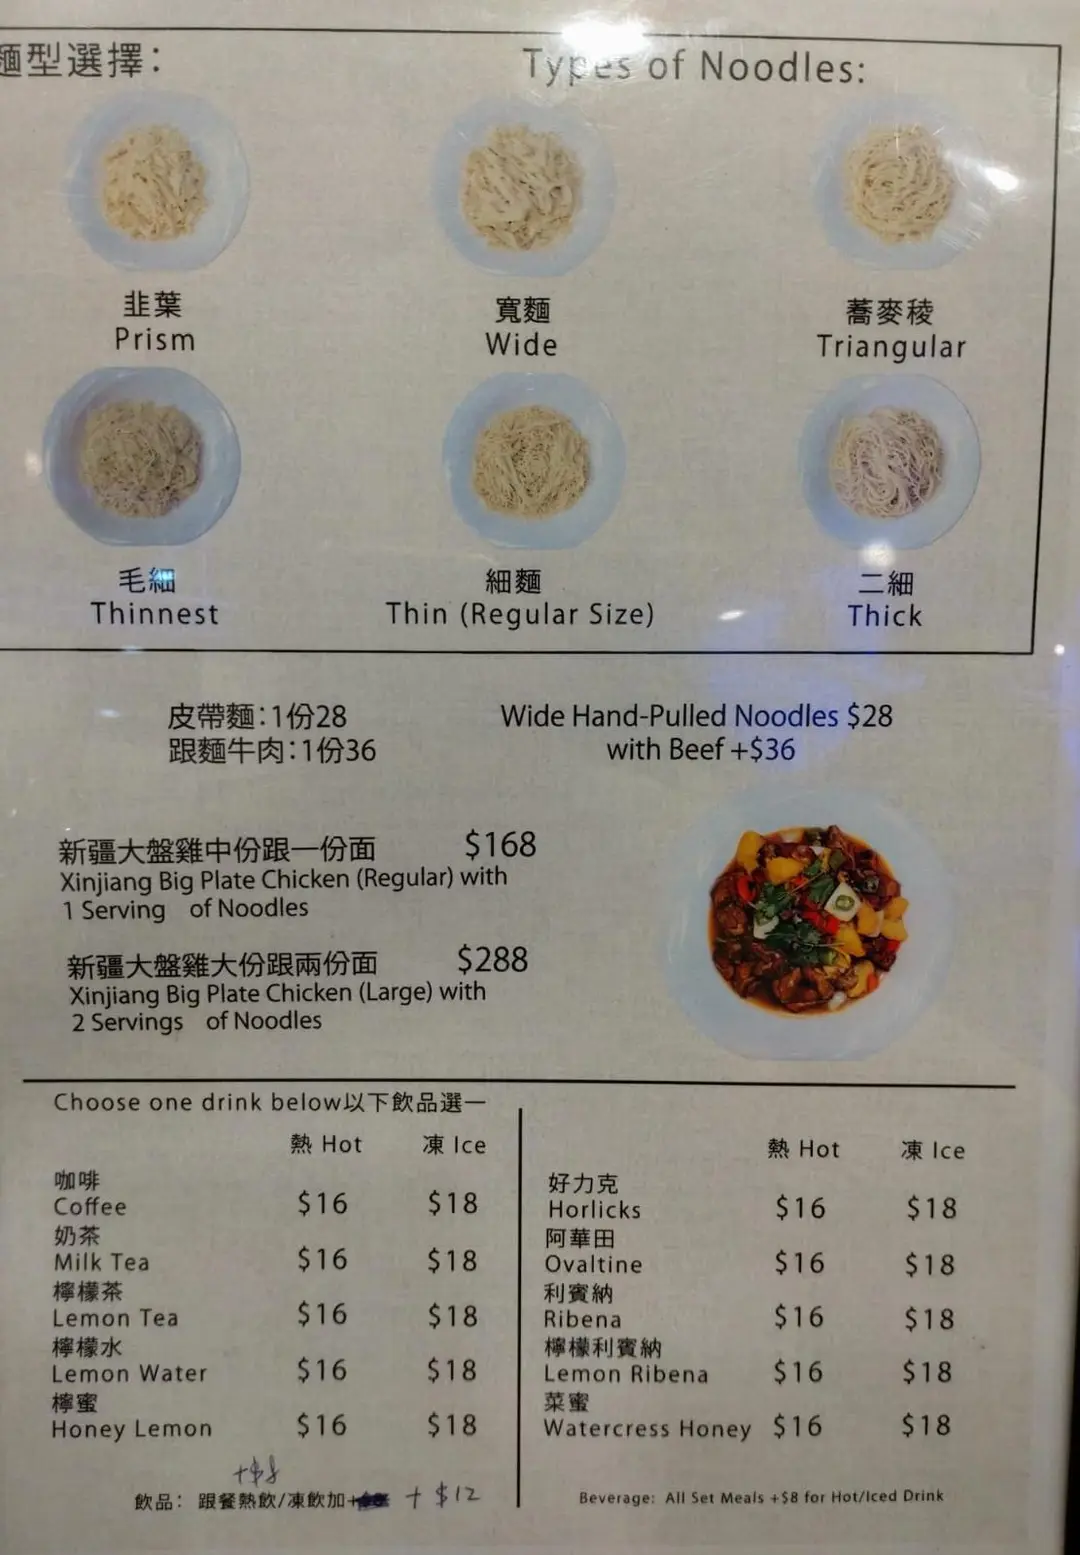 麵型選擇：
Types of Noodles:
韭葉
Prism
寬麵
Wide
蕎麥稜
Triangular
毛細
Thinnest
細麵
Thin (Regular Size)
二細
Thick
皮帶麵：1份28
跟麵牛肉：1份36
Wide Hand-Pulled Noodles $28
with Beef +$36
新疆大盤雞中份跟一份面 $168
Xinjiang Big Plate Chicken (Regular) with
1 Serving of Noodles
新疆大盤雞大份跟兩份面 $288
Xinjiang Big Plate Chicken (Large) with
2 Servings of Noodles
Choose one drink below以下飲品選一
熱 Hot 凍 Ice
咖啡
Coffee $16 $18
奶茶
Milk Tea $16 $18
檸檬茶
Lemon Tea $16 $18
檸檬水
Lemon Water $16 $18
檸蜜
Honey Lemon $16 $18
熱 Hot 凍 Ice
好力克
Horlicks $16 $18
阿華田
Ovaltine $16 $18
利賓納
Ribena $16 $18
檸檬利賓納
Lemon Ribena $16 $18
菜蜜
Watercress Honey $16 $18
+$8
飲品： 跟餐熱飲/凍飲加 + $12
Beverage: All Set Meals +$8 for Hot/Iced Drink